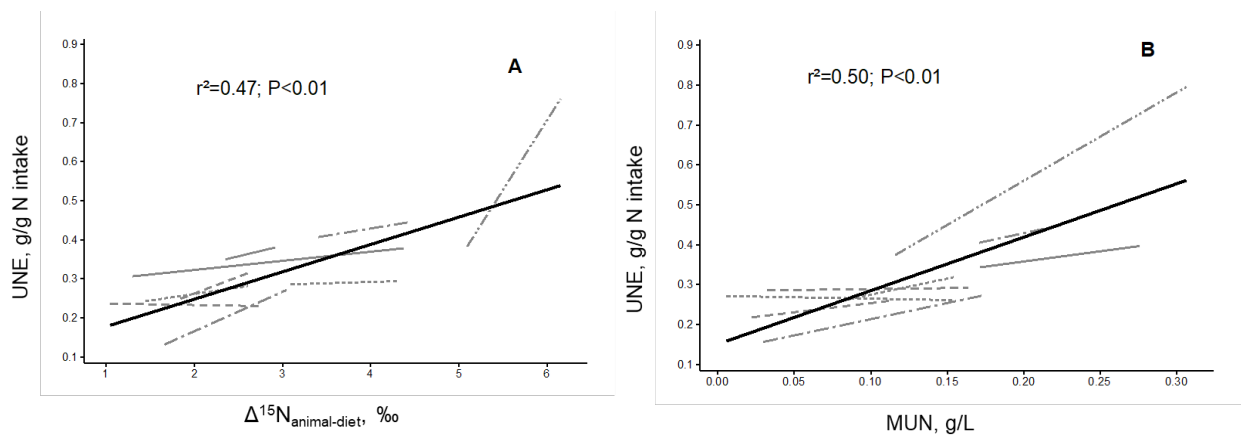 A
r²=0.47; P<0.01
UNE, g/g N intake
0.9
0.8
0.7
0.6
0.5
0.4
0.3
0.2
0.1
1 2 3 4 5 6
Δ¹⁵Nanimal-diet, ‰
B
r²=0.50; P<0.01
UNE, g/g N intake
0.9
0.8
0.7
0.6
0.5
0.4
0.3
0.2
0.1
0.00 0.05 0.10 0.15 0.20 0.25 0.30
MUN, g/L